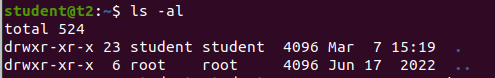 student@t2:~$ ls -al
total 524
drwxr-xr-x 23 student student  4096 Mar  7 15:19 .
drwxr-xr-x  6 root    root     4096 Jun 17  2022 ..